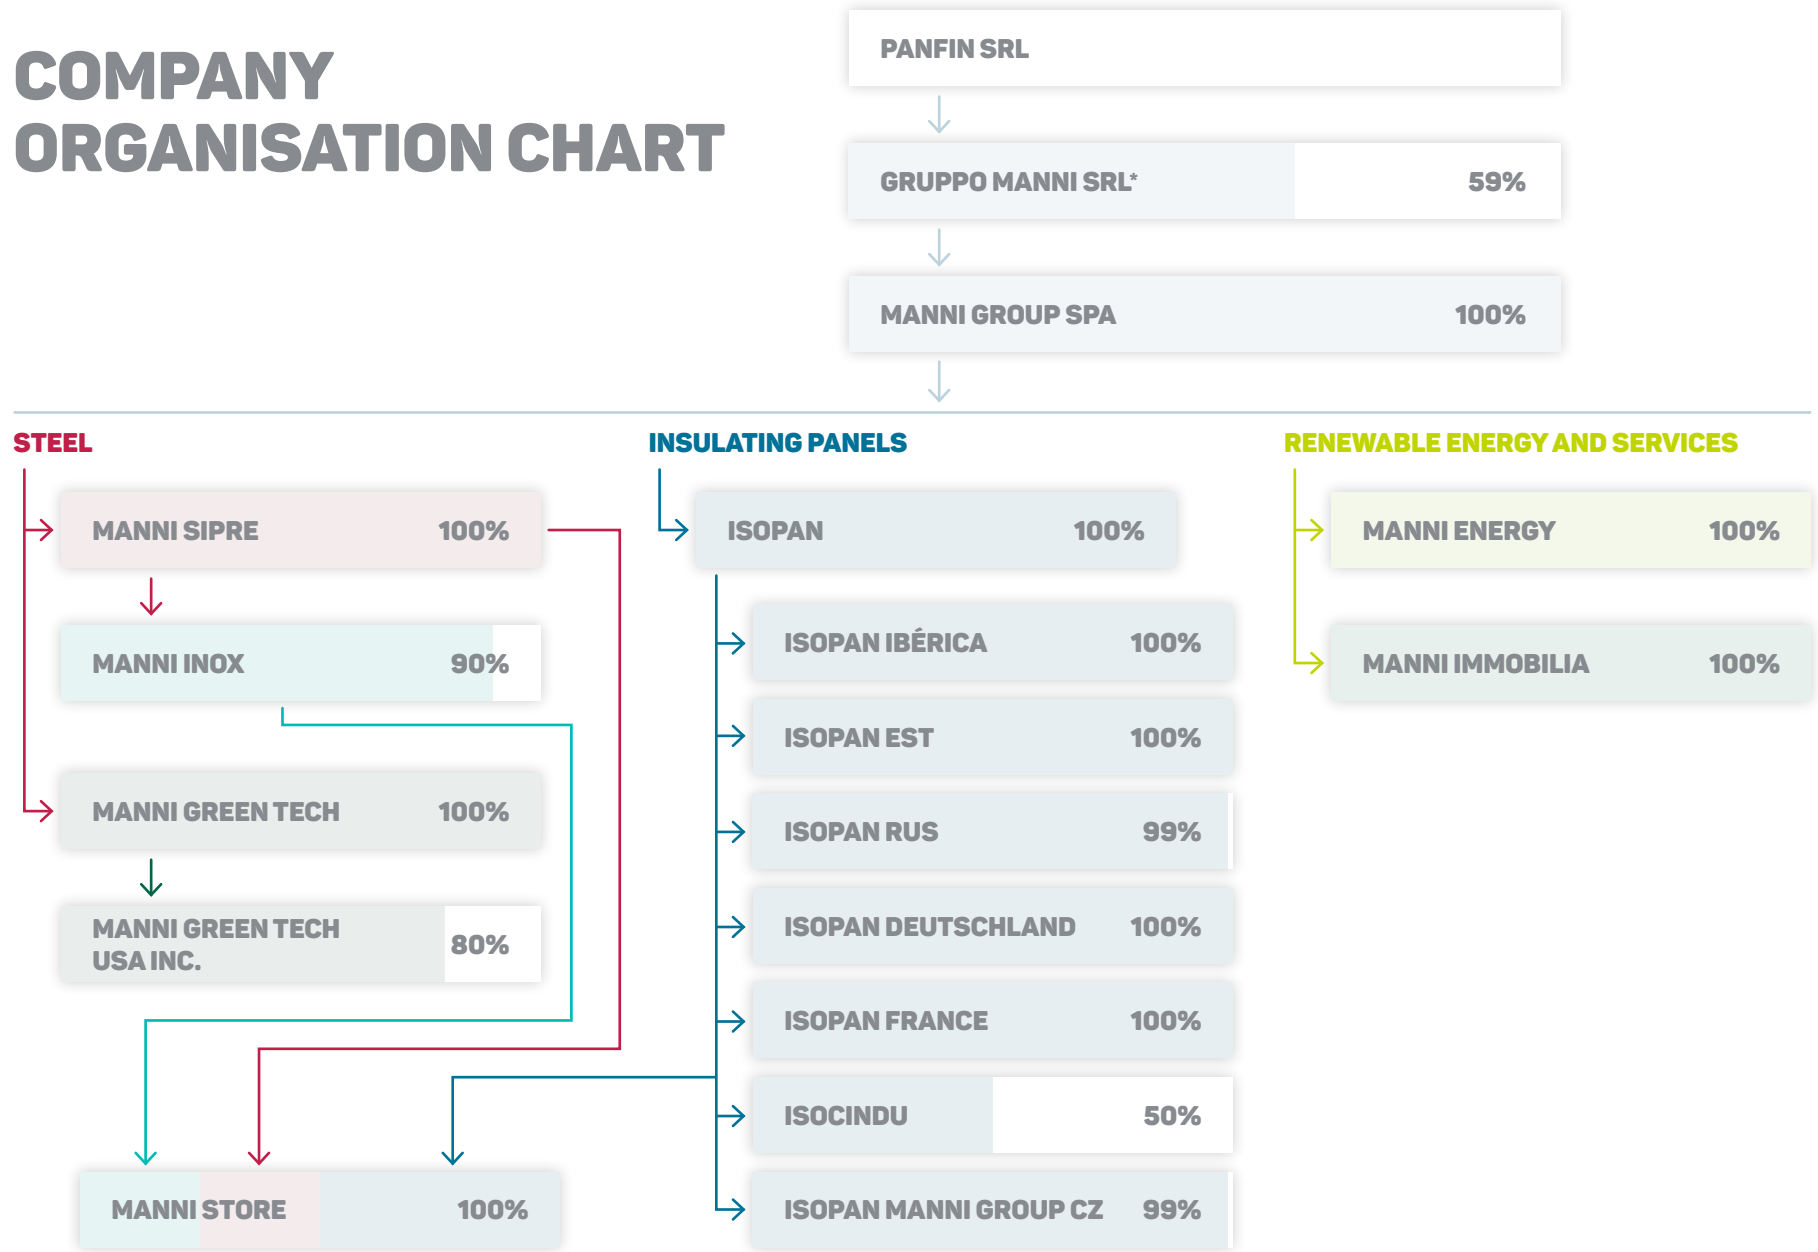 COMPANY
ORGANISATION CHART
PANFIN SRL
GRUPPO MANNI SRL* 59%
MANNI GROUP SPA 100%
STEEL
MANNI SIPRE 100%
MANNI INOX 90%
MANNI GREEN TECH 100%
MANNI GREEN TECH
USA INC. 80%
MANNI STORE 100%
INSULATING PANELS
ISOPAN 100%
ISOPAN IBÉRICA 100%
ISOPAN EST 100%
ISOPAN RUS 99%
ISOPAN DEUTSCHLAND 100%
ISOPAN FRANCE 100%
ISOCINDU 50%
ISOPAN MANNI GROUP CZ 99%
RENEWABLE ENERGY AND SERVICES
MANNI ENERGY 100%
MANNI IMMOBILIA 100%